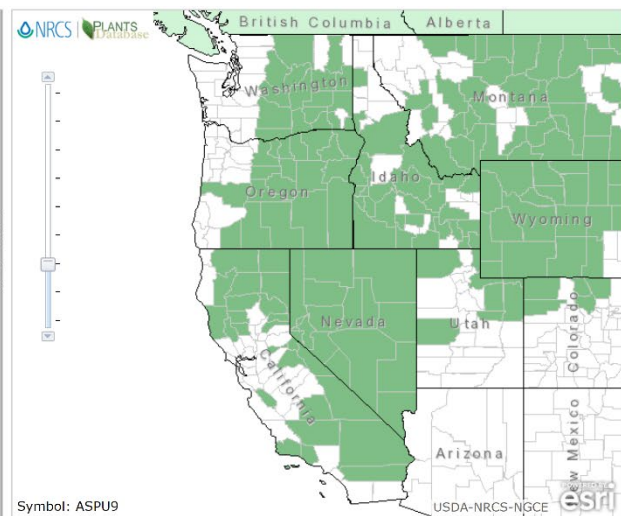 NRCS | PLANTS Database
British Columbia
Alberta
Washington
Montana
Oregon
Idaho
Wyoming
Nevada
Utah
Colorado
California
Arizona
New Mexico
Symbol: ASPU9
USDA-NRCS-NGCE
esri